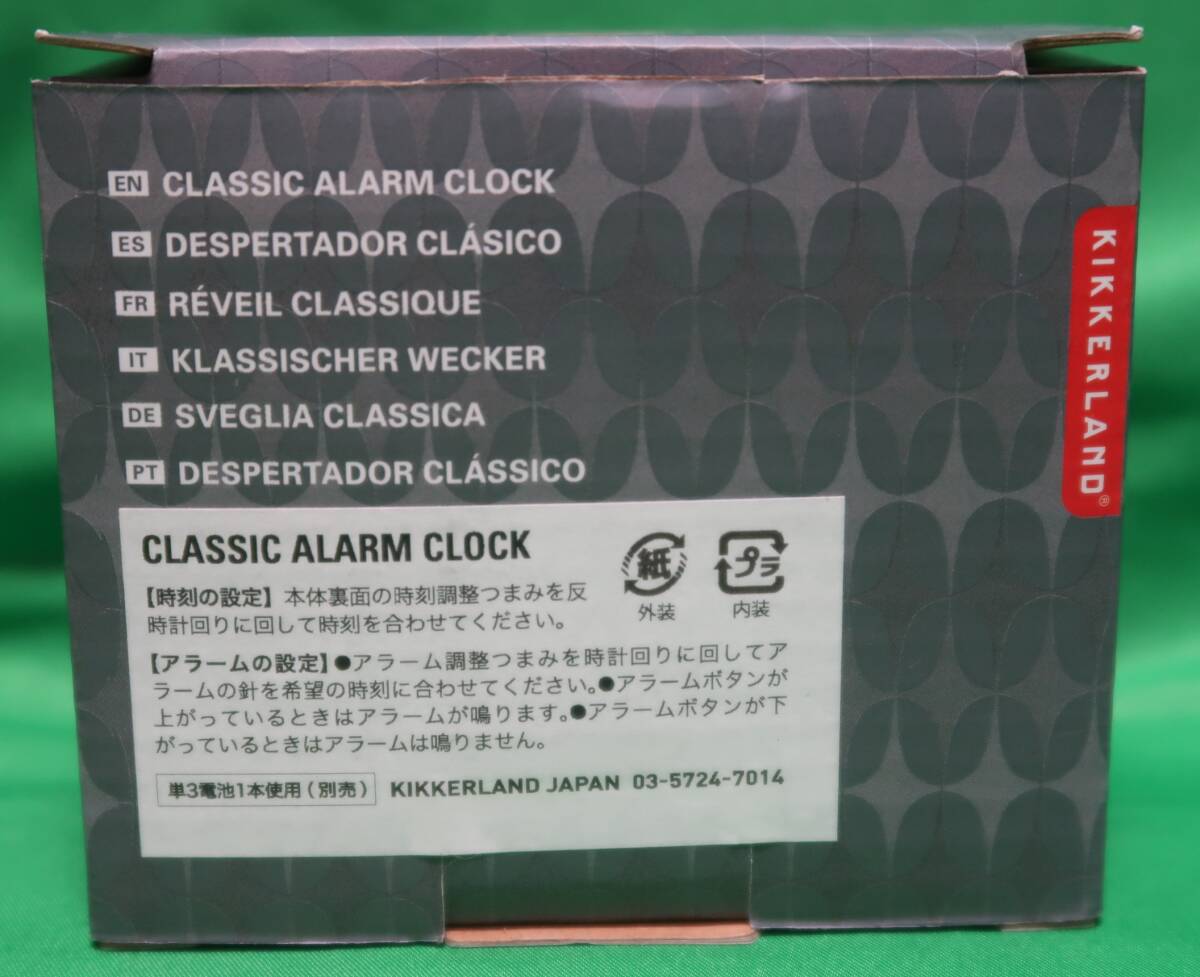 EN CLASSIC ALARM CLOCK
ES DESPERTADOR CLÁSICO
FR RÉVEIL CLASSIQUE
IT KLASSISCHER WECKER
DE SVEGLIA CLASSICA
PT DESPERTADOR CLÁSSICO
KIKKERLAND®
CLASSIC ALARM CLOCK
紙
外装
プラ
内装
【時刻の設定】本体裏面の時刻調整つまみを反
時計回りに回して時刻を合わせてください。
【アラームの設定】●アラーム調整つまみを時計回りに回してア
ラームの針を希望の時刻に合わせてください。●アラームボタンが
上がっているときはアラームが鳴ります。●アラームボタンが下
がっているときはアラームは鳴りません。
単3電池1本使用(別売)
KIKKERLAND JAPAN 03-5724-7014